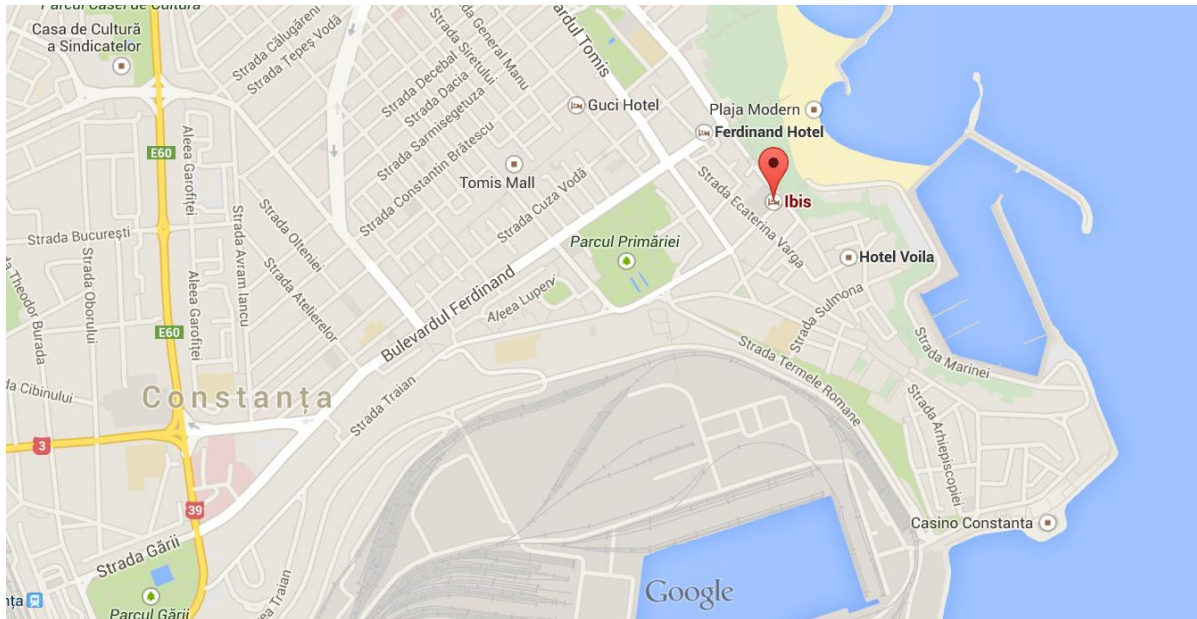 Parcul Casei de Cultură
Casa de Cultură
a Sindicatelor
Strada Călugăreni
Strada Țepeș Vodă
Strada General Manu
Strada Siretului
Strada Decebal
Strada Dacia
Strada Sarmisegetuza
Strada Constantin Brătescu
Bulevardul Tomis
Guci Hotel
Plaja Modern
Ferdinand Hotel
Tomis Mall
Strada Cuza Vodă
Strada Ecaterina Varga
Ibis
E60
Aleea Garofiței
Strada București
Strada Avram Iancu
Strada Olteniei
Strada Atelierelor
Parcul Primăriei
Hotel Voila
Strada Oborului
Theodor Burada
Aleea Garofiței
E60
Bulevardul Ferdinand
Aleea Lupeni
Strada Sulmona
Strada Marinei
Strada Termele Romane
Cibinului
Constanța
Strada Traian
Strada Arhiepiscopiei
3
39
Casino Constanta
Strada Gării
Google
Traian
Parcul Gării